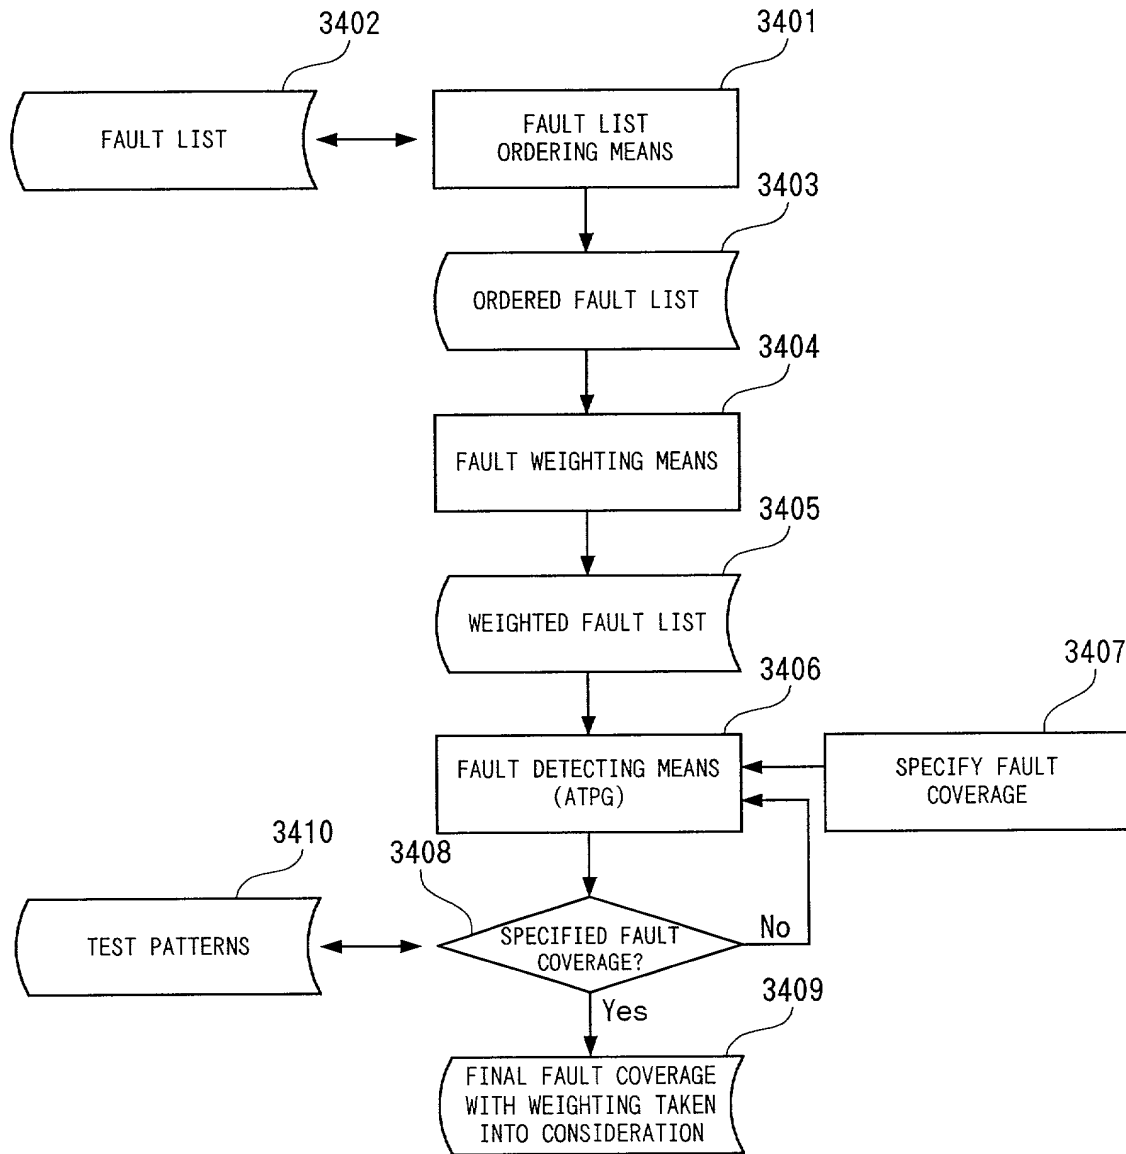 3402
3401
FAULT LIST
FAULT LIST
ORDERING MEANS
3403
ORDERED FAULT LIST
3404
FAULT WEIGHTING MEANS
3405
WEIGHTED FAULT LIST
3406
3407
FAULT DETECTING MEANS
(ATPG)
SPECIFY FAULT
COVERAGE
3410
3408
TEST PATTERNS
SPECIFIED FAULT
COVERAGE?
No
Yes
3409
FINAL FAULT COVERAGE
WITH WEIGHTING TAKEN
INTO CONSIDERATION